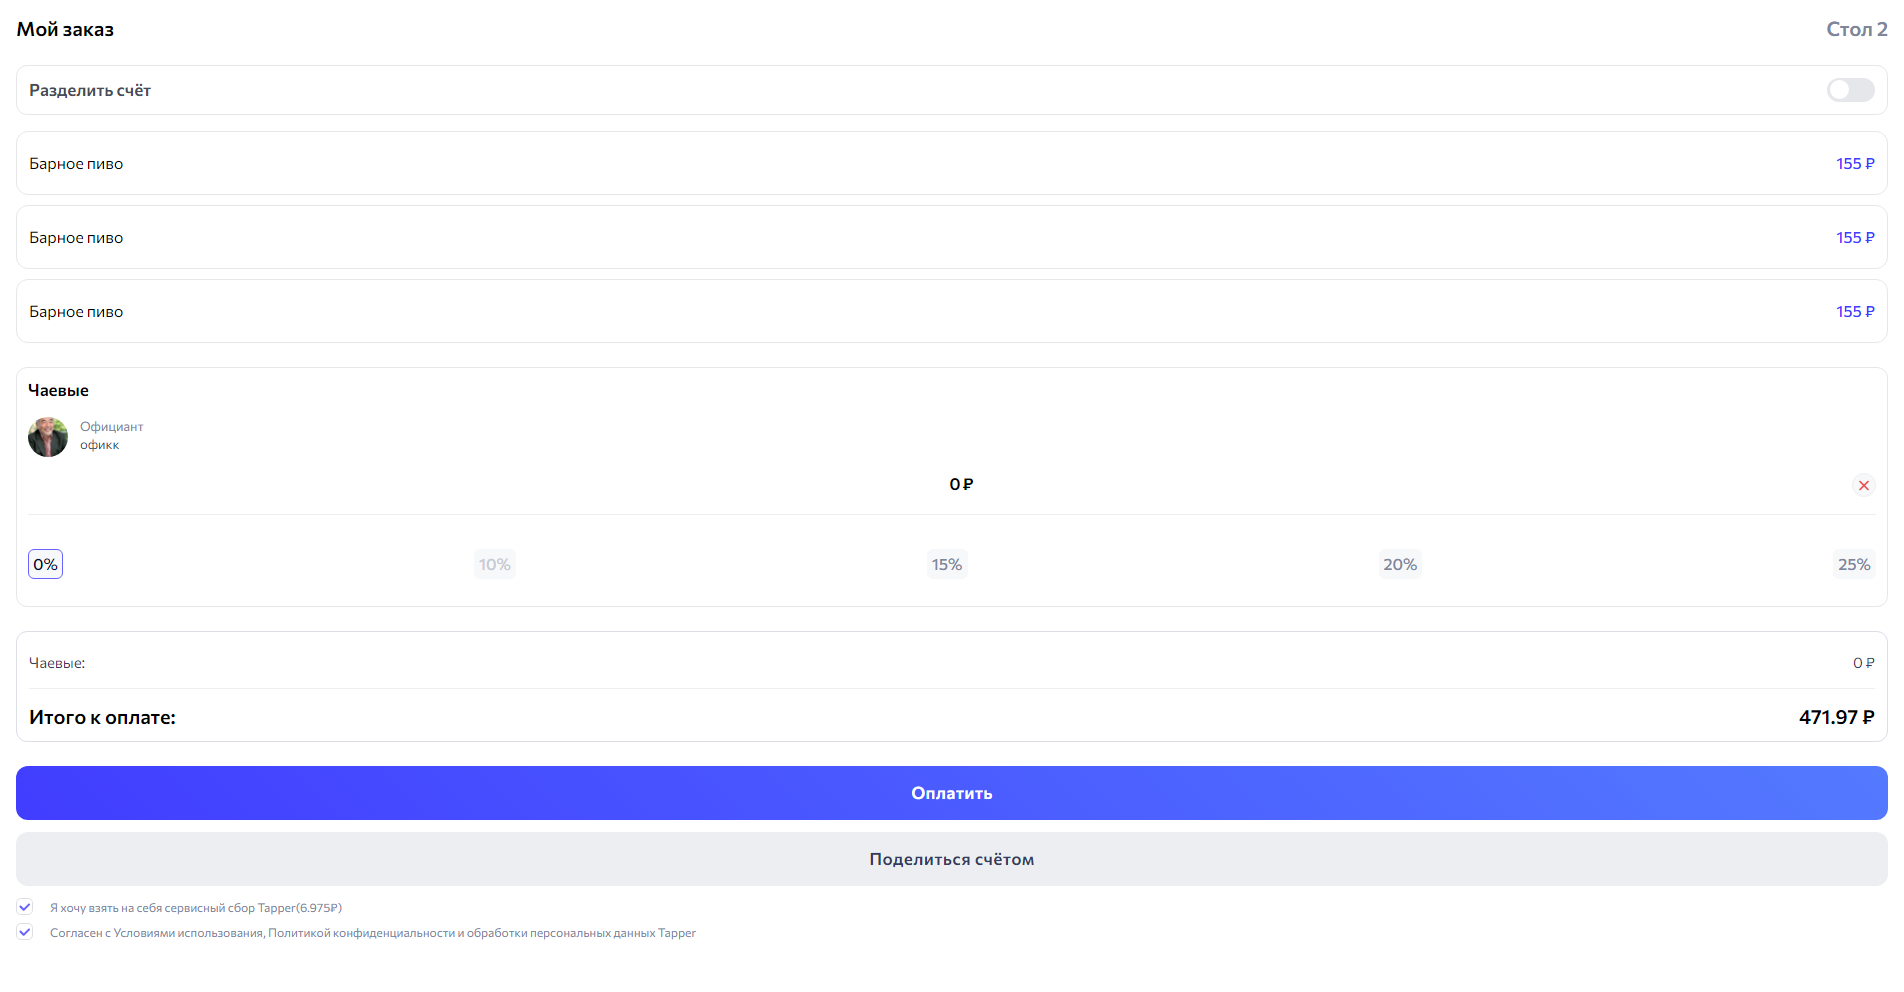 Мой заказ
Стол 2
Разделить счёт
Барное пиво
155 ₽
Барное пиво
155 ₽
Барное пиво
155 ₽
Чаевые
Официант
офикк
0 ₽
0%
10%
15%
20%
25%
Чаевые:
0 ₽
Итого к оплате:
471.97 ₽
Оплатить
Поделиться счётом
Я хочу взять на себя сервисный сбор Tapper(6.975₽)
Согласен с Условиями использования, Политикой конфиденциальности и обработки персональных данных Tapper